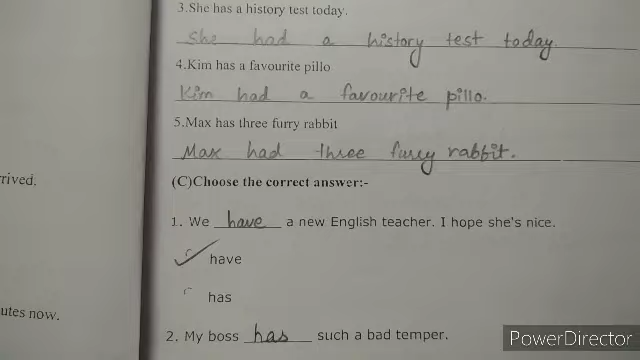 3.She has a history test today.
She had a history test today.
4.Kim has a favourite pillo
Kim had a favourite pillo.
5.Max has three furry rabbit
Max had three furry rabbit.
rrived.
(C)Choose the correct answer:-
1. We have a new English teacher. I hope she's nice.
have
has
utes now.
2. My boss has such a bad temper.
PowerDirector